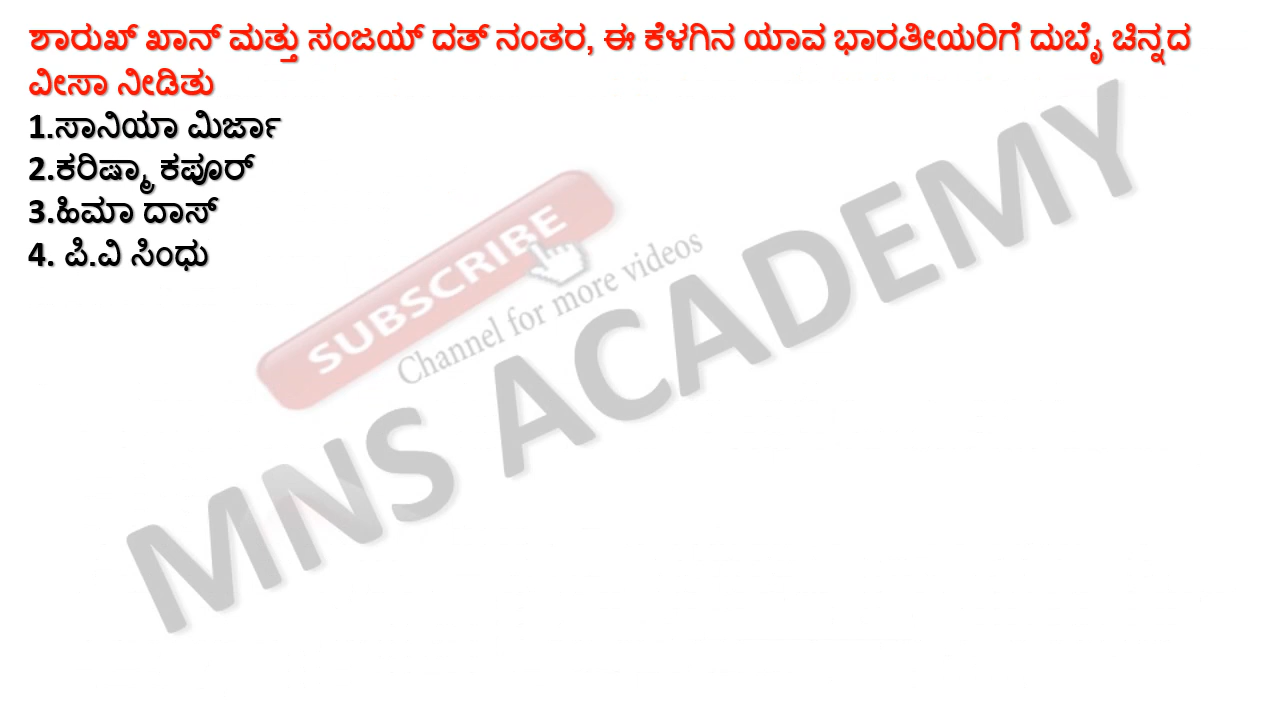 ಶಾರುಖ್ ಖಾನ್ ಮತ್ತು ಸಂಜಯ್ ದತ್ ನಂತರ, ಈ ಕೆಳಗಿನ ಯಾವ ಭಾರತೀಯರಿಗೆ ದುಬೈ ಚಿನ್ನದ
ವೀಸಾ ನೀಡಿತು
1.ಸಾನಿಯಾ ಮಿರ್ಜಾ
2.ಕರಿಷ್ಮಾ ಕಪೂರ್
3.ಹಿಮಾ ದಾಸ್
4. ಪಿ.ವಿ ಸಿಂಧು
SUBSCRIBE
Channel for more videos
MNS ACADEMY